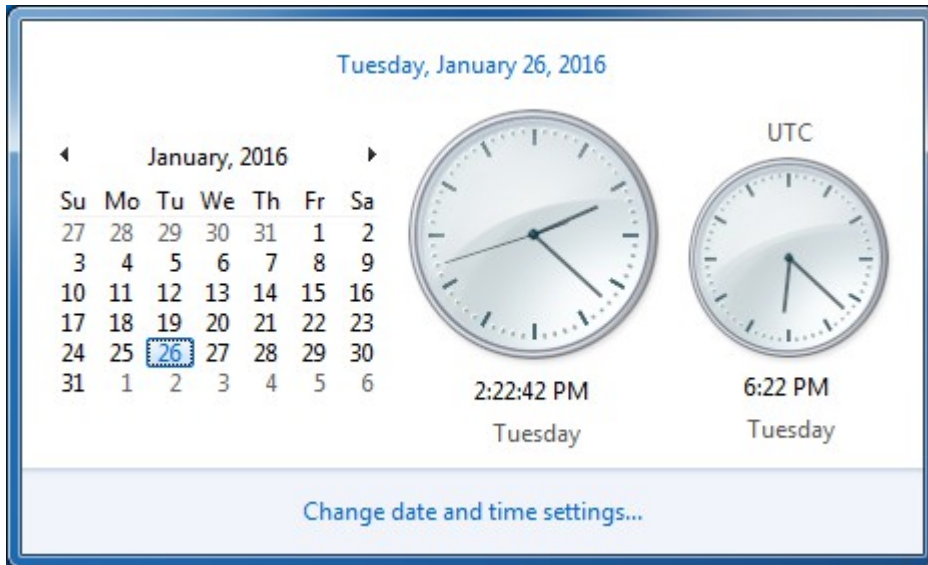 Tuesday, January 26, 2016
January, 2016
Su Mo Tu We Th Fr Sa
27 28 29 30 31 1 2
3 4 5 6 7 8 9
10 11 12 13 14 15 16
17 18 19 20 21 22 23
24 25 26 27 28 29 30
31 1 2 3 4 5 6
2:22:42 PM
Tuesday
UTC
6:22 PM
Tuesday
Change date and time settings...